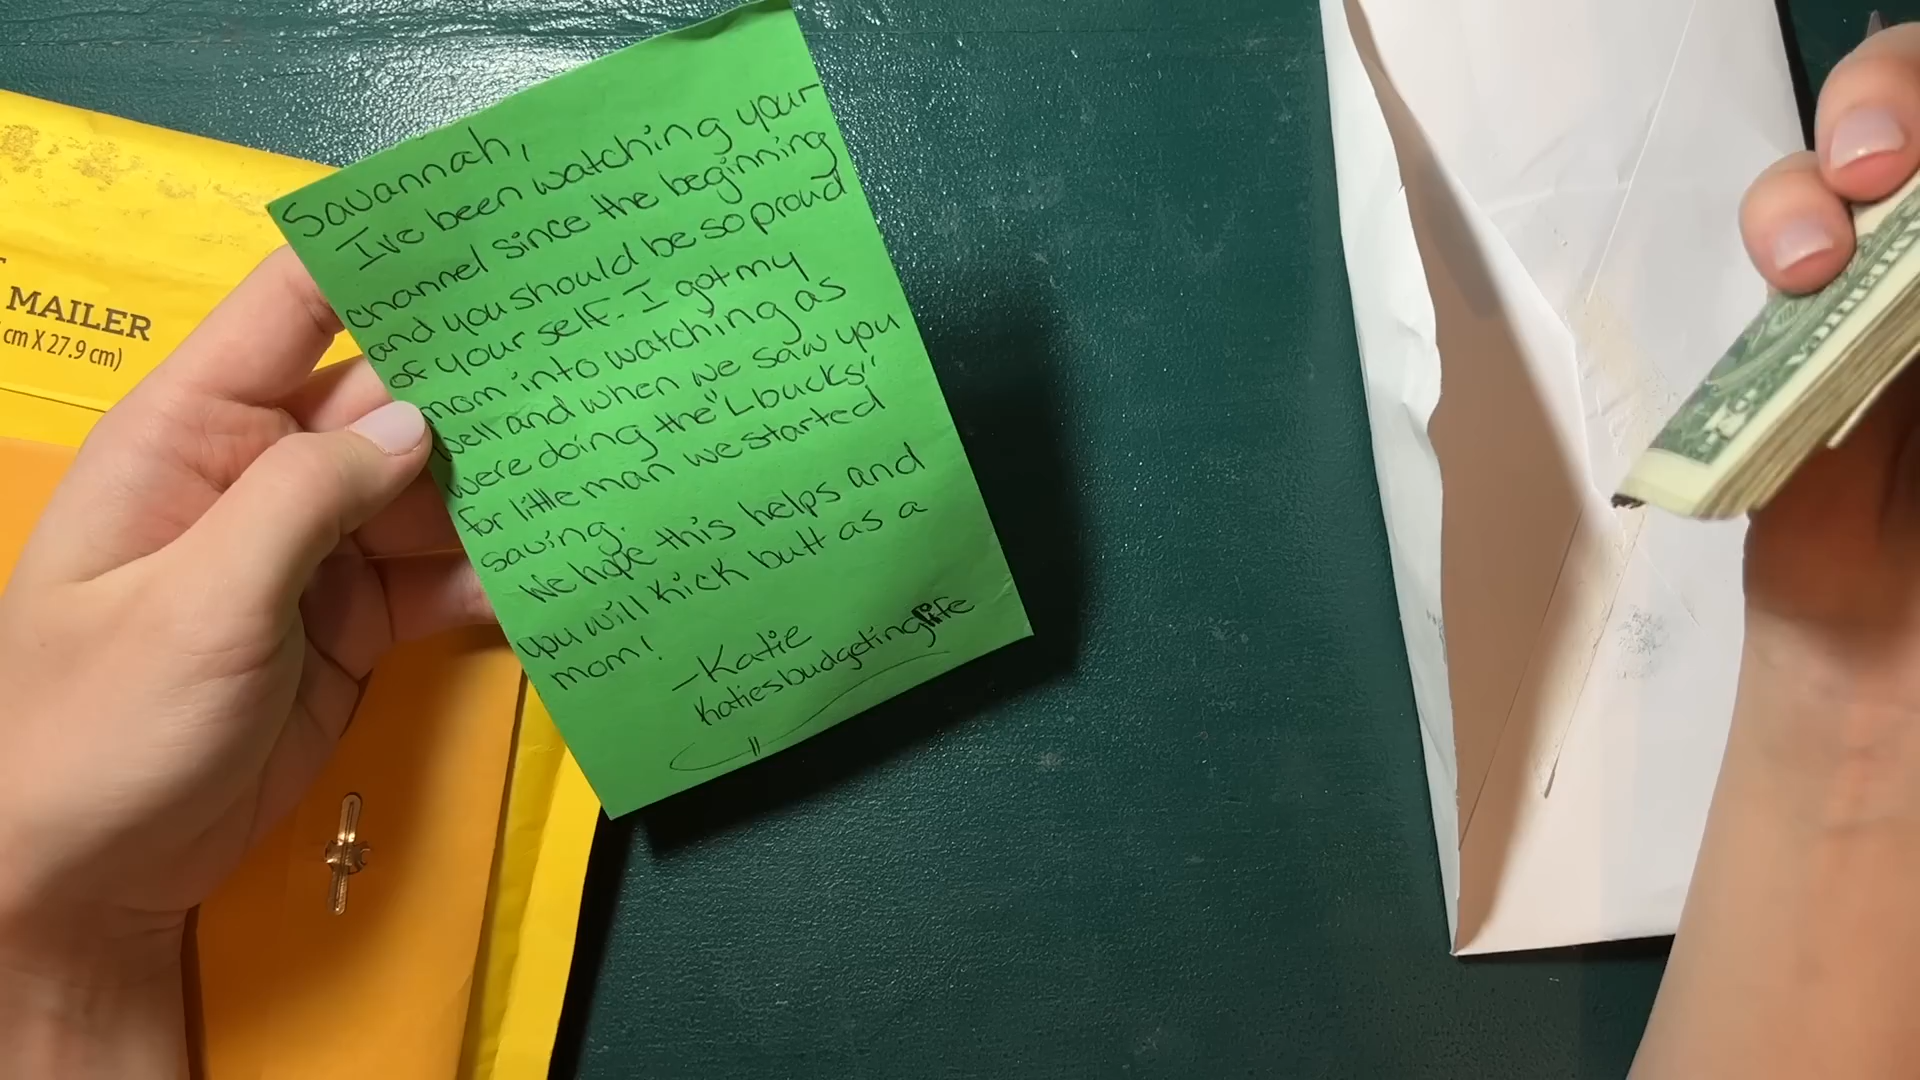 MAILER
cm X 27.9 cm)
Savannah,
I've been watching your
channel since the beginning
and you should be so proud
of your self. I got my
mom into watching as
well and when we saw you
were doing the "L bucks"
for little man we started
saving.
We hope this helps and
you will kick butt as a
mom!
-Katie
Katiesbudgetinglife